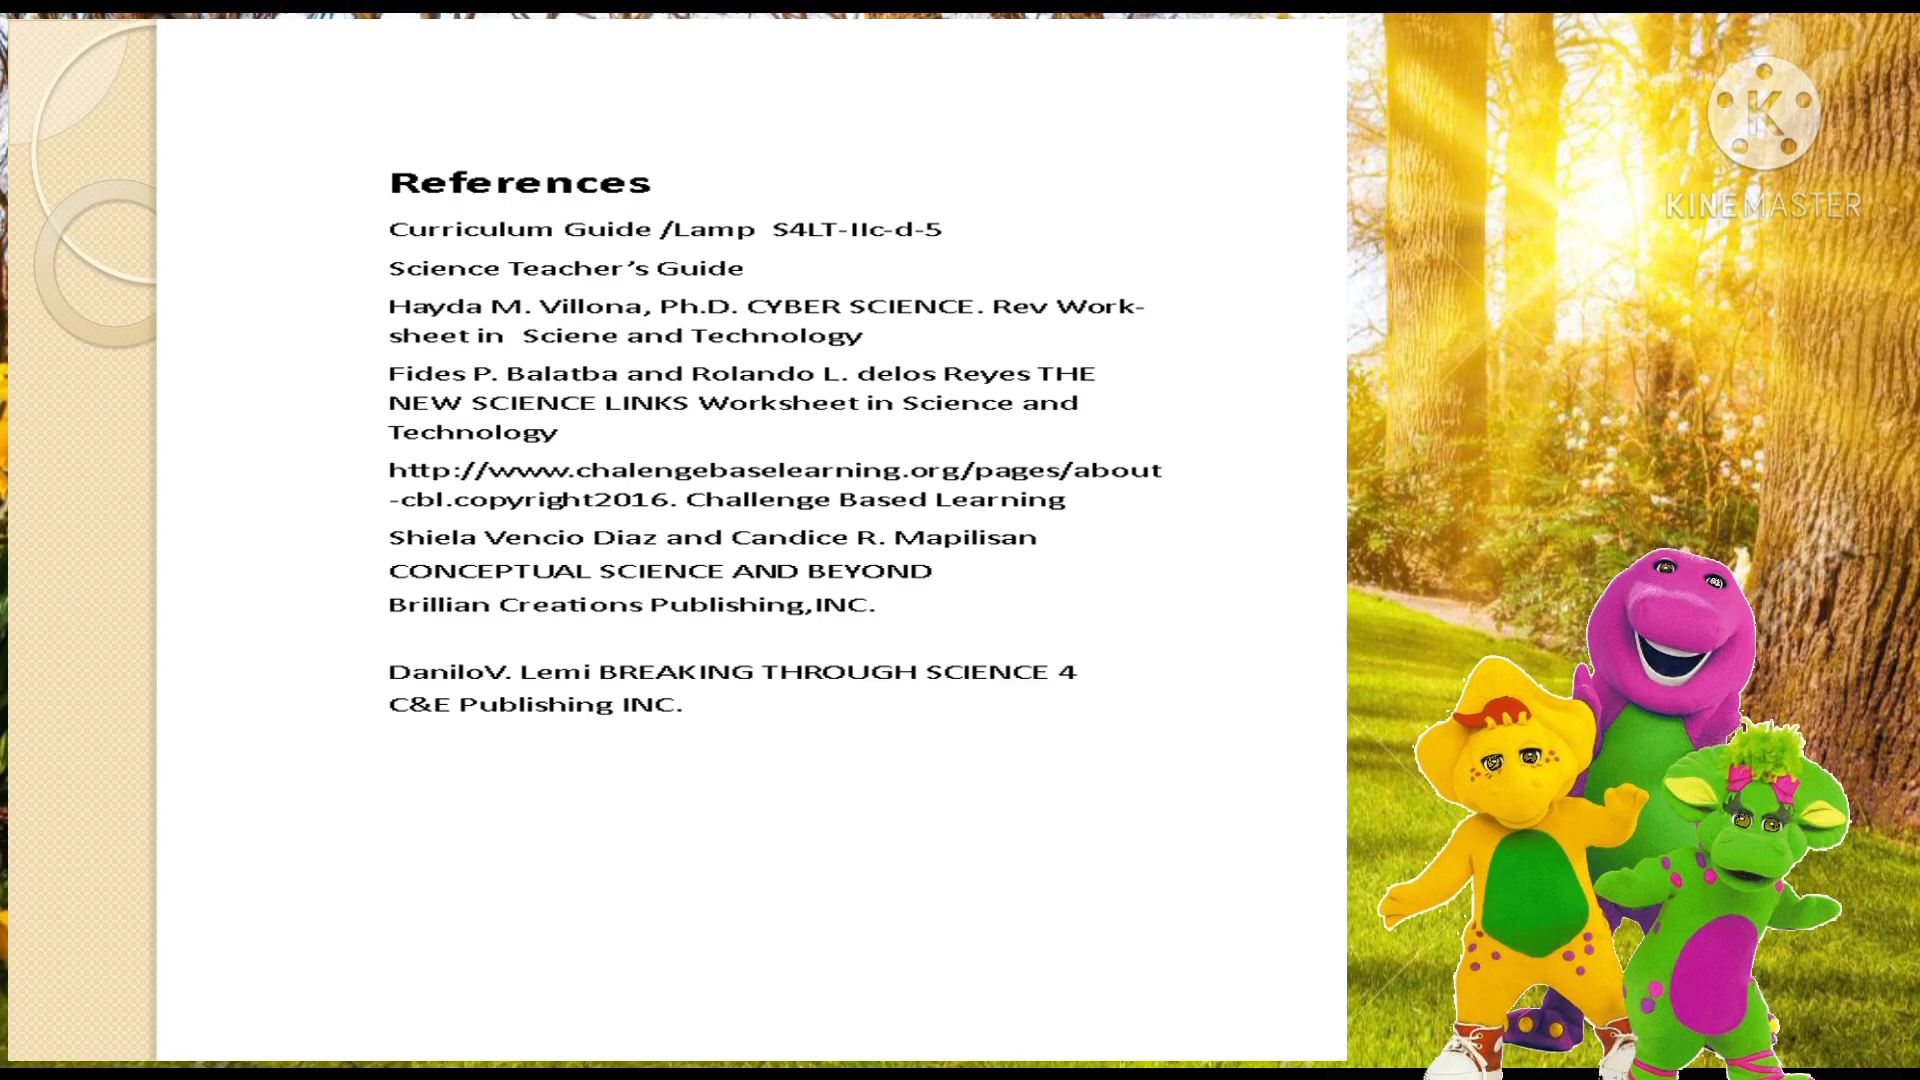 References
Curriculum Guide /Lamp S4LT-IIc-d-5
Science Teacher’s Guide
Hayda M. Villona, Ph.D. CYBER SCIENCE. Rev Work-
sheet in Sciene and Technology
Fides P. Balatba and Rolando L. delos Reyes THE
NEW SCIENCE LINKS Worksheet in Science and
Technology
http://www.chalengebaselearning.org/pages/about
-cbl.copyright2016. Challenge Based Learning
Shiela Vencio Diaz and Candice R. Mapilisan
CONCEPTUAL SCIENCE AND BEYOND
Brillian Creations Publishing,INC.
DaniloV. Lemi BREAKING THROUGH SCIENCE 4
C&E Publishing INC.
K
KINEMASTER